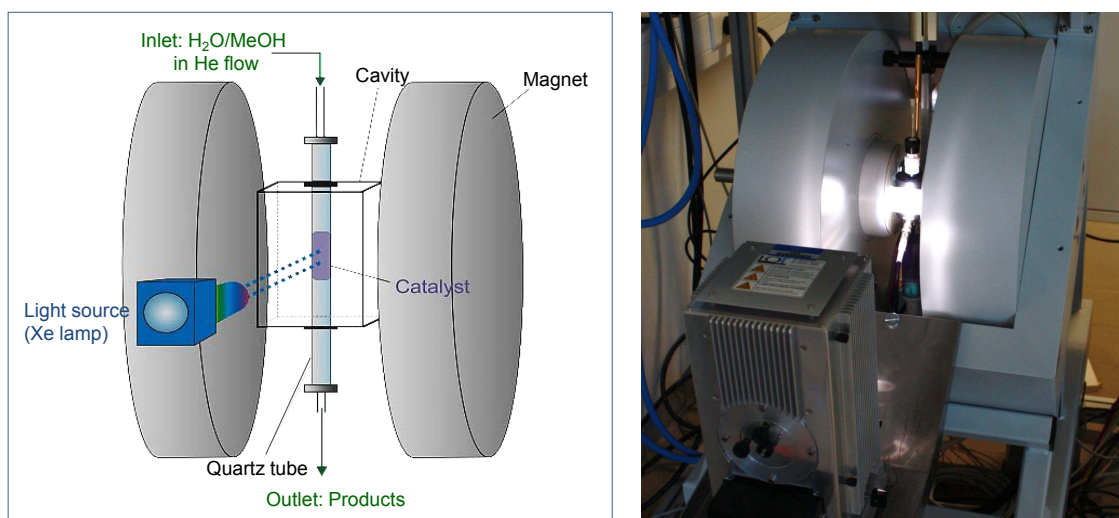 Inlet: H₂O/MeOH
in He flow
Cavity
Magnet
Catalyst
Light source
(Xe lamp)
Quartz tube
Outlet: Products